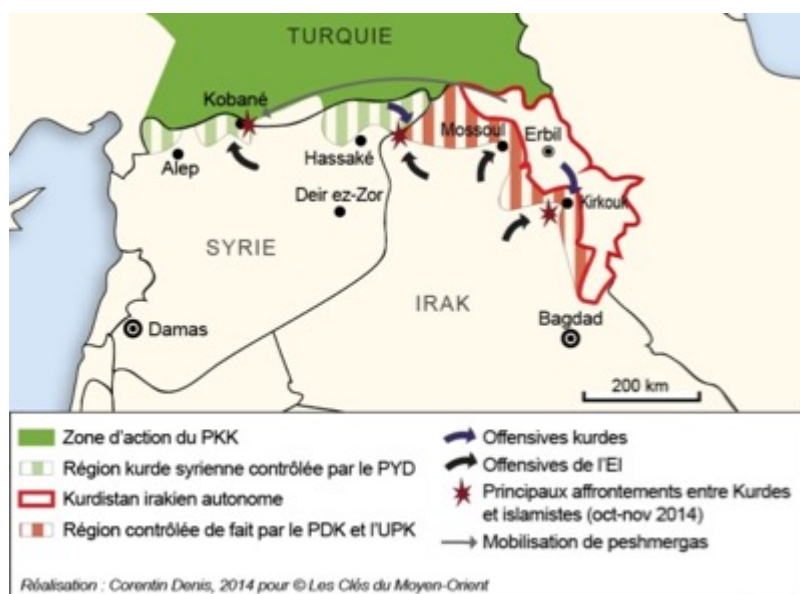 TURQUIE
Kobané
Mossoul
Erbil
Alep
Hassaké
Kirkouk
Deir ez-Zor
SYRIE
IRAK
Damas
Bagdad
200 km
Zone d'action du PKK
Région kurde syrienne contrôlée par le PYD
Kurdistan irakien autonome
Région contrôlée de fait par le PDK et l'UPK
Offensives kurdes
Offensives de l'EI
Principaux affrontements entre Kurdes
et islamistes (oct-nov 2014)
Mobilisation de peshmergas
Réalisation : Corentin Denis, 2014 pour © Les Clés du Moyen-Orient